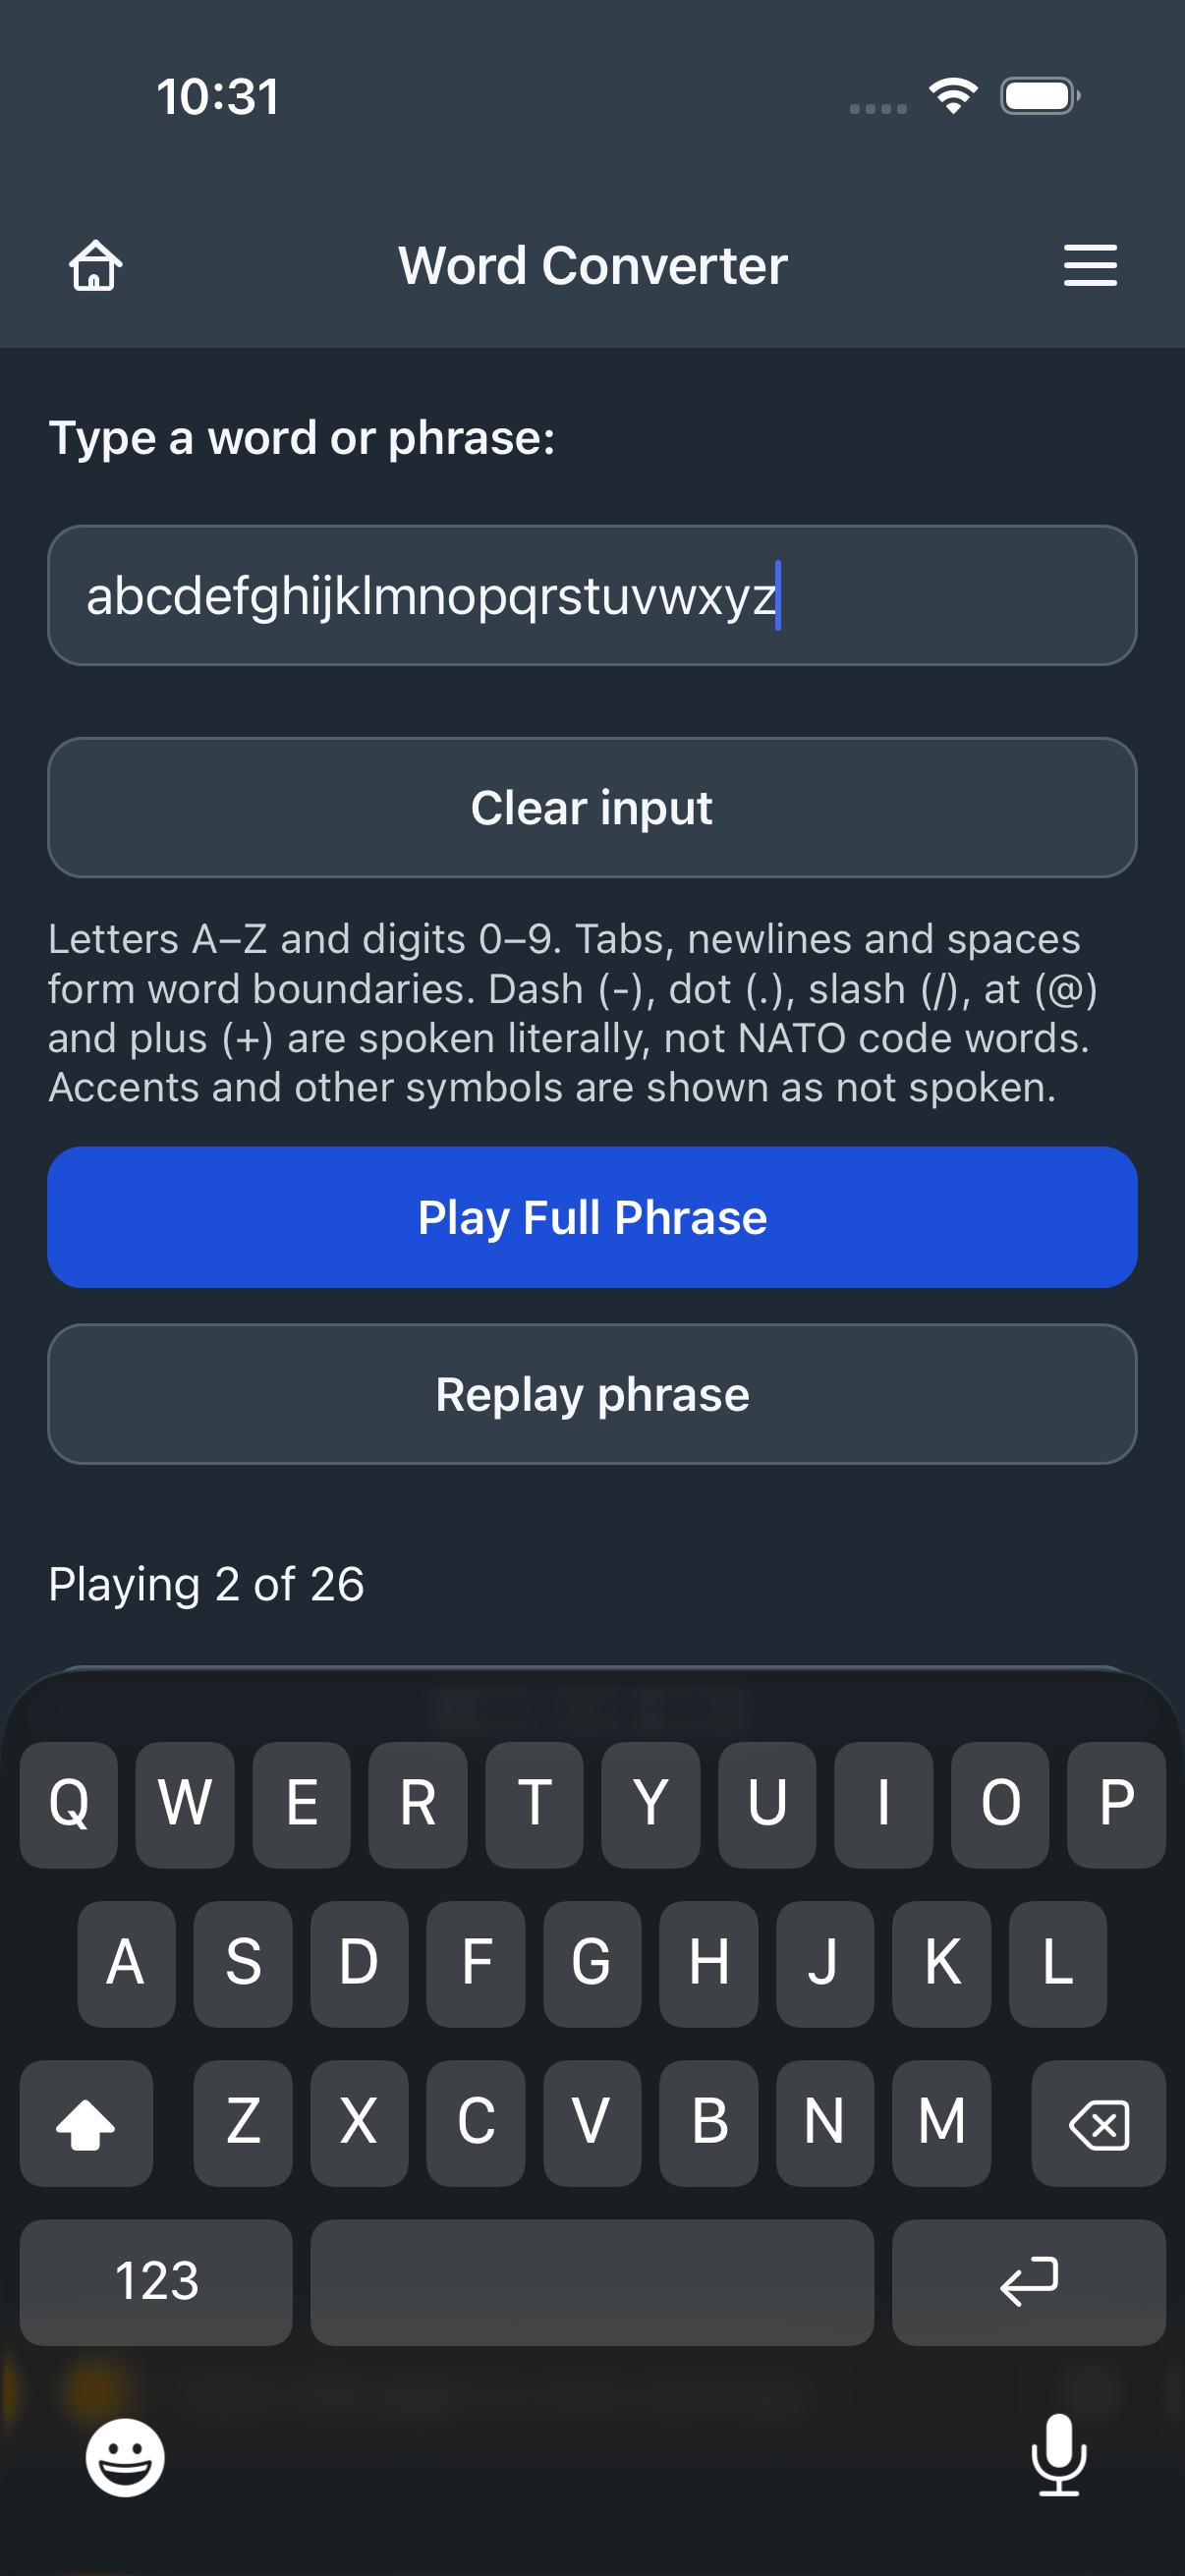 10:31
Word Converter
Type a word or phrase:
abcdefghijklmnopqrstuvwxyz
Clear input
Letters A–Z and digits 0–9. Tabs, newlines and spaces
form word boundaries. Dash (-), dot (.), slash (/), at (@)
and plus (+) are spoken literally, not NATO code words.
Accents and other symbols are shown as not spoken.
Play Full Phrase
Replay phrase
Playing 2 of 26
Q W E R T Y U I O P
A S D F G H J K L
Z X C V B N M
123